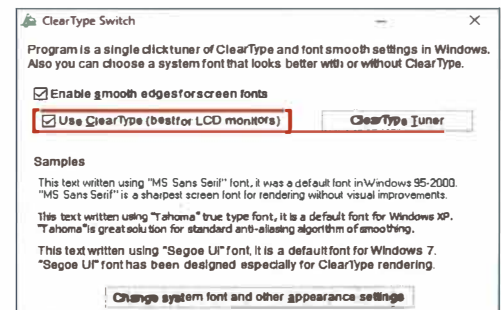 ClearType Switch
Program is a single click tuner of ClearType and font smooth settings in Windows.
Also you can choose a system font that looks better with or without ClearType.
Enable smooth edges for screen fonts
Use ClearType (best for LCD monitors)
ClearType Tuner
Samples
This text written using "MS Sans Serif" font, it was a default font in Windows 95-2000.
"MS Sans Serif" is a sharpest screen font for rendering without visual improvements.
This text written using "Tahoma" true type font, it is a default font for Windows XP.
"Tahoma" is great solution for standard anti-aliasing algorithm of smoothing.
This text written using "Segoe UI" font, it is a default font for Windows 7.
"Segoe UI" font has been designed especially for ClearType rendering.
Change system font and other appearance settings